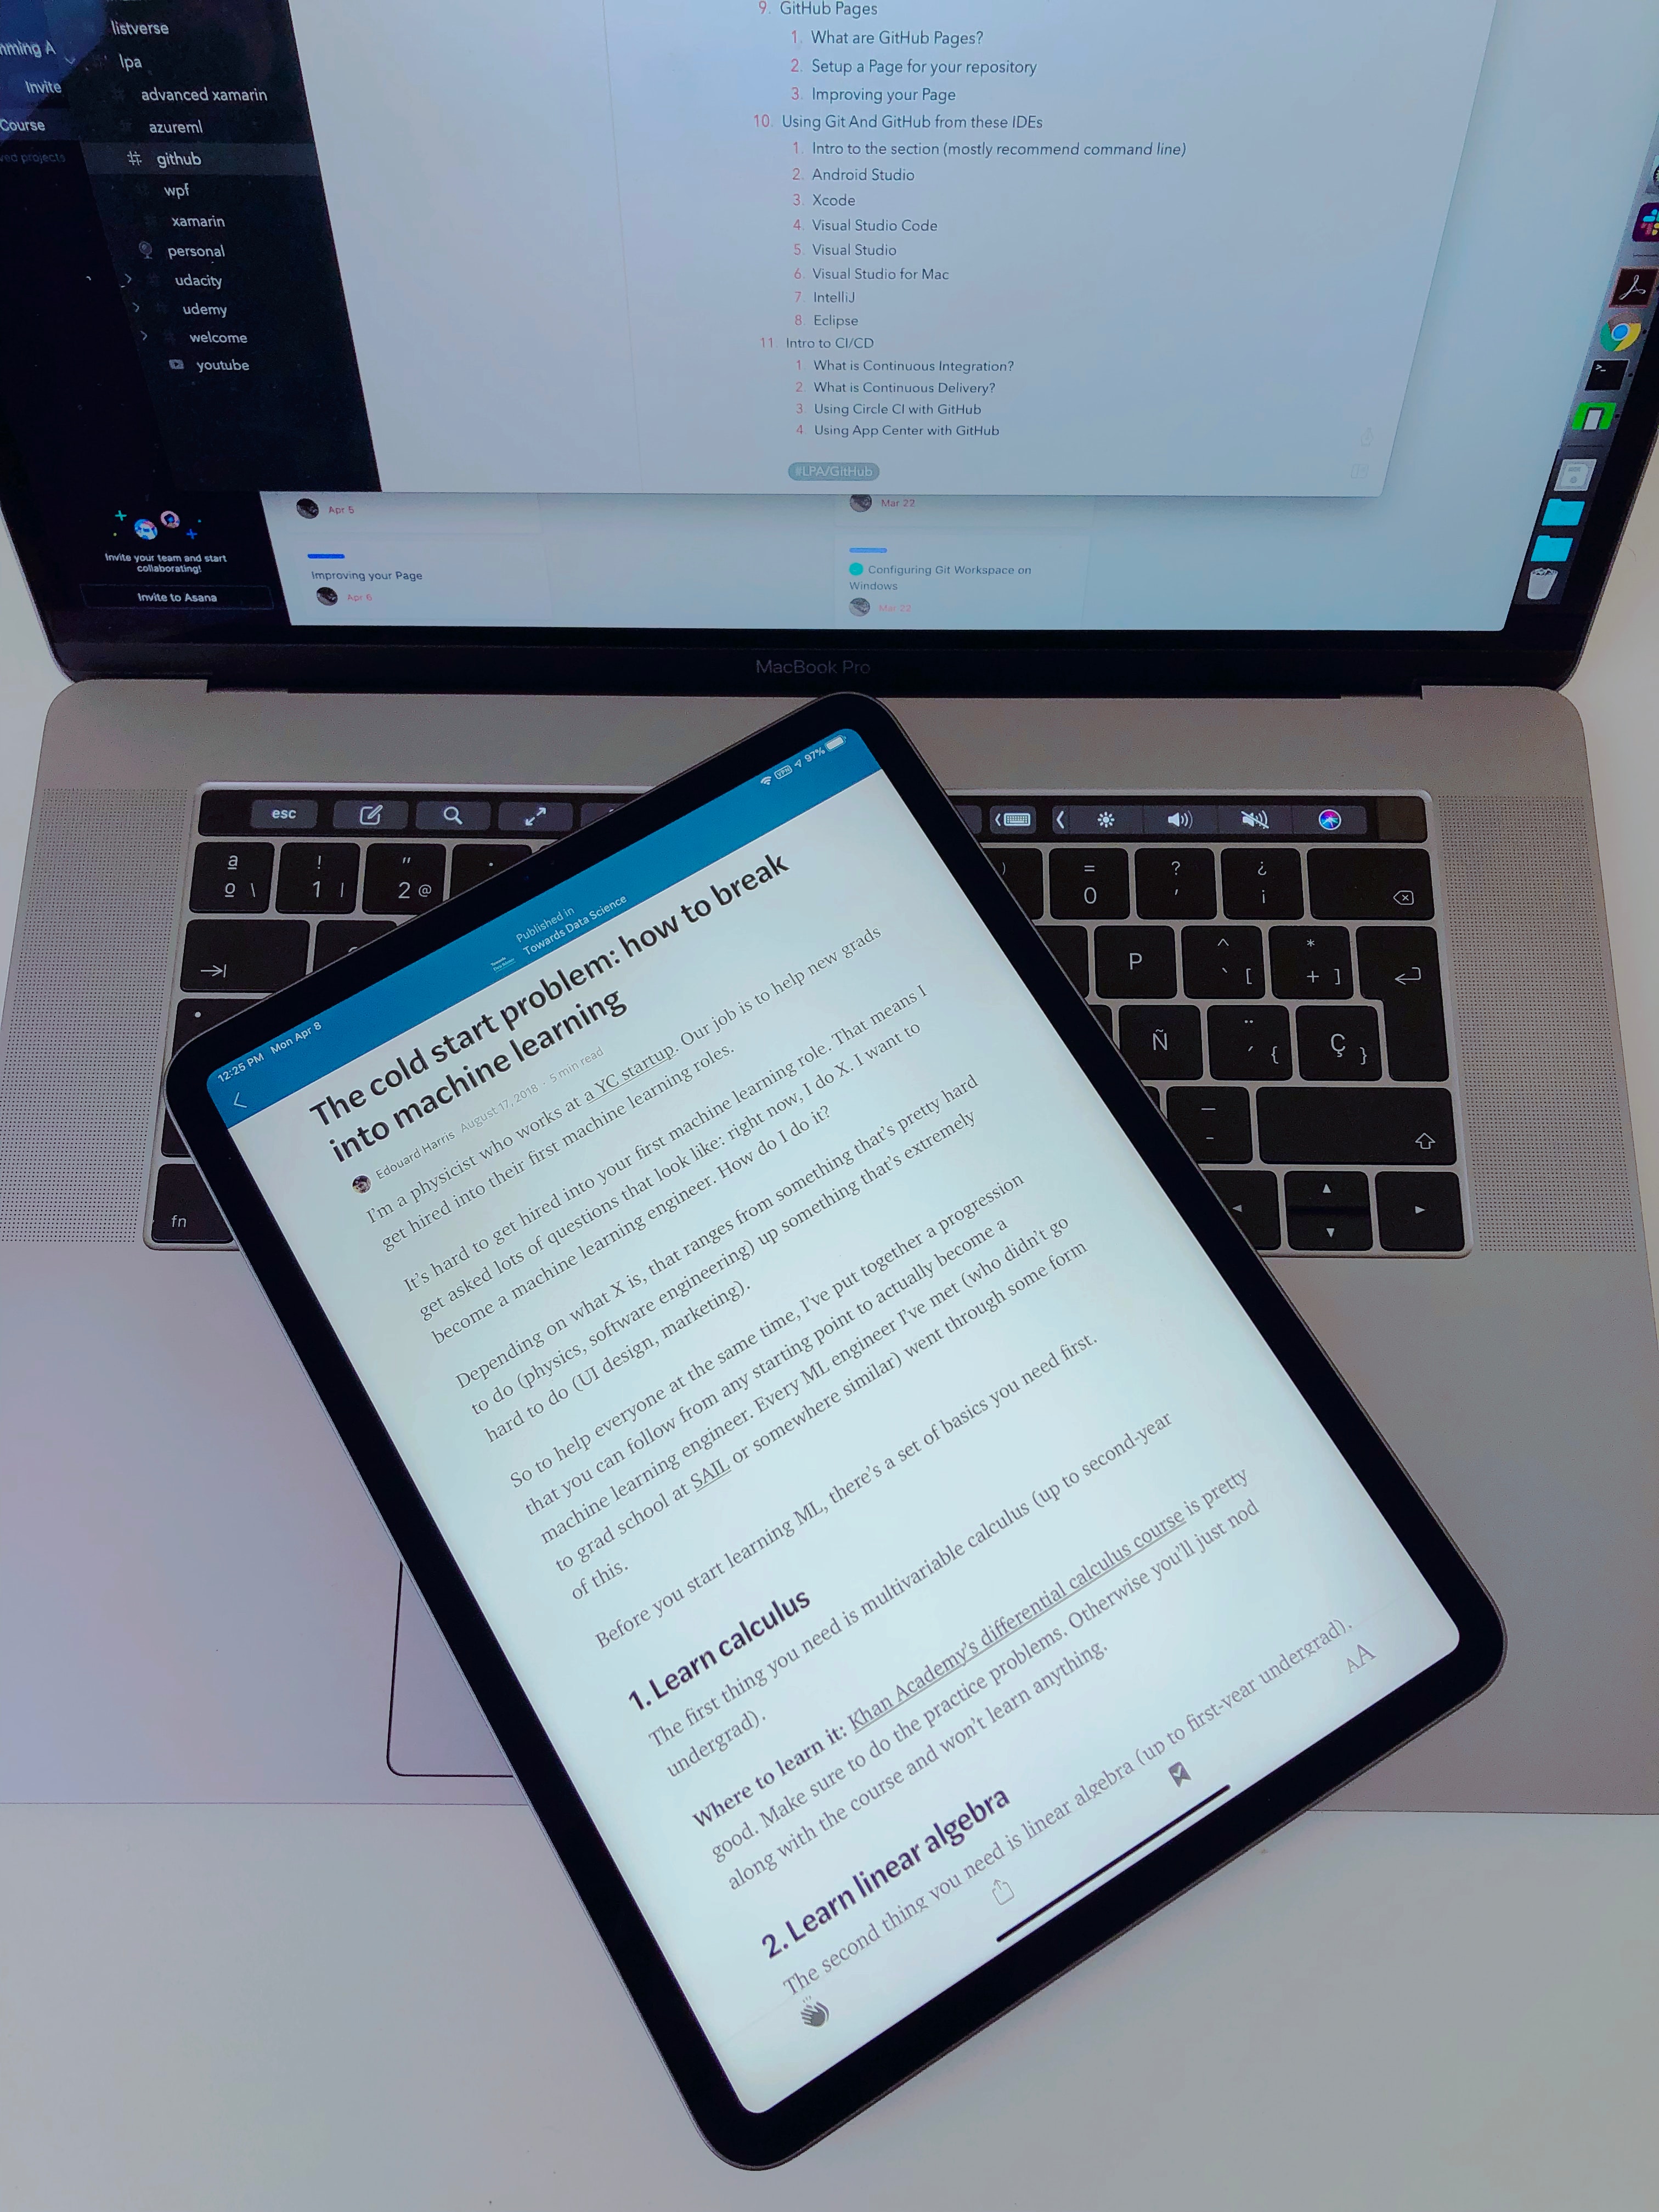 mming A
Invite
Course
ved projects
listverse
lpa
advanced xamarin
azureml
# github
wpf
xamarin
personal
udacity
udemy
welcome
youtube
Invite your team and start
collaborating!
Invite to Asana
9. GitHub Pages
1. What are GitHub Pages?
2. Setup a Page for your repository
3. Improving your Page
10. Using Git And GitHub from these IDEs
1. Intro to the section (mostly recommend command line)
2. Android Studio
3. Xcode
4. Visual Studio Code
5. Visual Studio
6. Visual Studio for Mac
7. IntelliJ
8. Eclipse
11. Intro to CI/CD
1. What is Continuous Integration?
2. What is Continuous Delivery?
3. Using Circle CI with GitHub
4. Using App Center with GitHub
#LPA/GitHub
Apr 5
Mar 22
Improving your Page
Apr 6
Configuring Git Workspace on
Windows
Mar 22
MacBook Pro
esc
a
º \
!
1 |
"
2 @
)
=
0
?
'
¿
¡
P
^
` [
*
+ ]
Ñ
¨
´ {
Ç }
_
-
fn
12:25 PM Mon Apr 8
VPN 97%
Published in
Towards Data Science
The cold start problem: how to break
into machine learning
Edouard Harris August 17, 2018 · 5 min read
I'm a physicist who works at a YC startup. Our job is to help new grads
get hired into their first machine learning roles.
It's hard to get hired into your first machine learning role. That means I
get asked lots of questions that look like: right now, I do X. I want to
become a machine learning engineer. How do I do it?
Depending on what X is, that ranges from something that's pretty hard
to do (physics, software engineering) up something that's extremely
hard to do (UI design, marketing).
So to help everyone at the same time, I've put together a progression
that you can follow from any starting point to actually become a
machine learning engineer. Every ML engineer I've met (who didn't go
to grad school at SAIL or somewhere similar) went through some form
of this.
Before you start learning ML, there's a set of basics you need first.
1. Learn calculus
The first thing you need is multivariable calculus (up to second-year
undergrad).
Where to learn it: Khan Academy's differential calculus course is pretty
good. Make sure to do the practice problems. Otherwise you'll just nod
along with the course and won't learn anything.
2. Learn linear algebra
The second thing you need is linear algebra (up to first-year undergrad).
AA